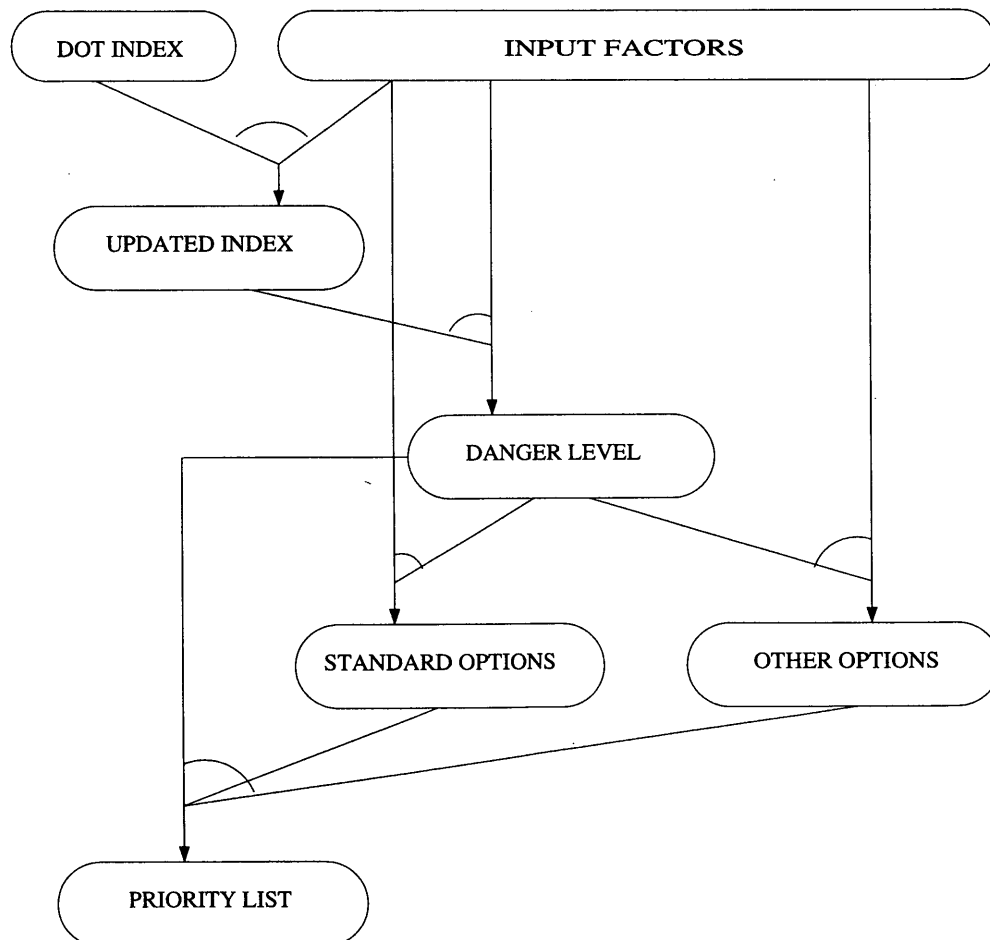 DOT INDEX
INPUT FACTORS
UPDATED INDEX
DANGER LEVEL
STANDARD OPTIONS
OTHER OPTIONS
PRIORITY LIST